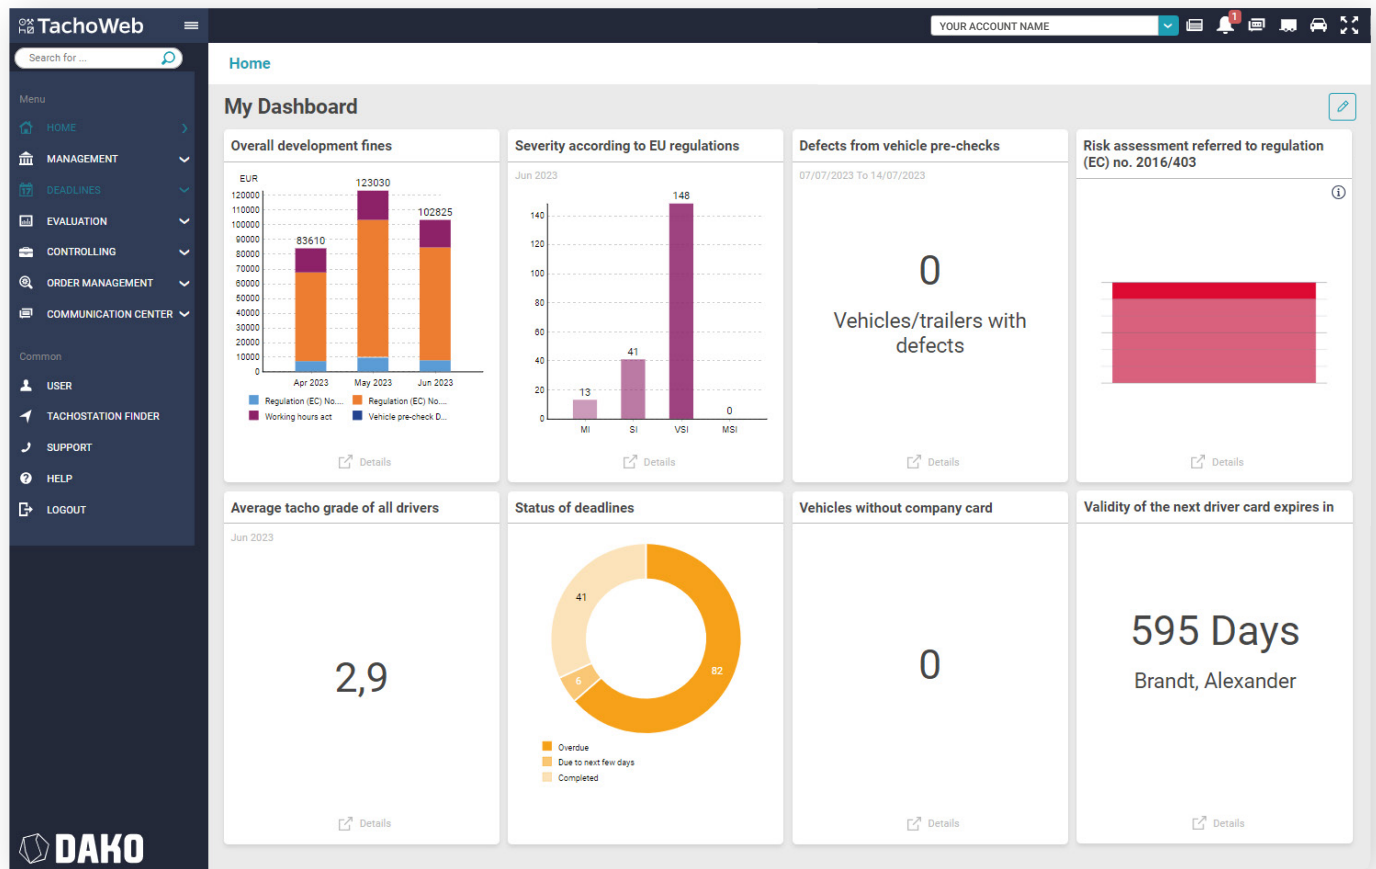 TachoWeb
YOUR ACCOUNT NAME
1
Search for ...
Home
Menu
HOME
MANAGEMENT
17
DEADLINES
EVALUATION
CONTROLLING
ORDER MANAGEMENT
COMMUNICATION CENTER
Common
USER
TACHOSTATION FINDER
SUPPORT
HELP
LOGOUT
DAKO
My Dashboard
Overall development fines
EUR
120000
110000
100000
90000
80000
70000
60000
50000
40000
30000
20000
10000
0
83610
123030
102825
Apr 2023
May 2023
Jun 2023
Regulation (EC) No....
Regulation (EC) No....
Working hours act
Vehicle pre-check D...
Details
Severity according to EU regulations
Jun 2023
140
120
100
80
60
40
20
0
13
41
148
0
MI
SI
VSI
MSI
Details
Defects from vehicle pre-checks
07/07/2023 To 14/07/2023
0
Vehicles/trailers with
defects
Details
Risk assessment referred to regulation
(EC) no. 2016/403
Details
Average tacho grade of all drivers
Jun 2023
2,9
Details
Status of deadlines
41
6
82
Overdue
Due to next few days
Completed
Vehicles without company card
0
Details
Validity of the next driver card expires in
595 Days
Brandt, Alexander
Details